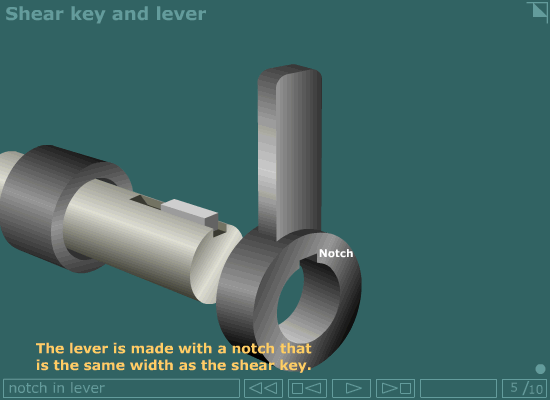 Shear key and lever
Notch
The lever is made with a notch that
is the same width as the shear key.
notch in lever
5/10